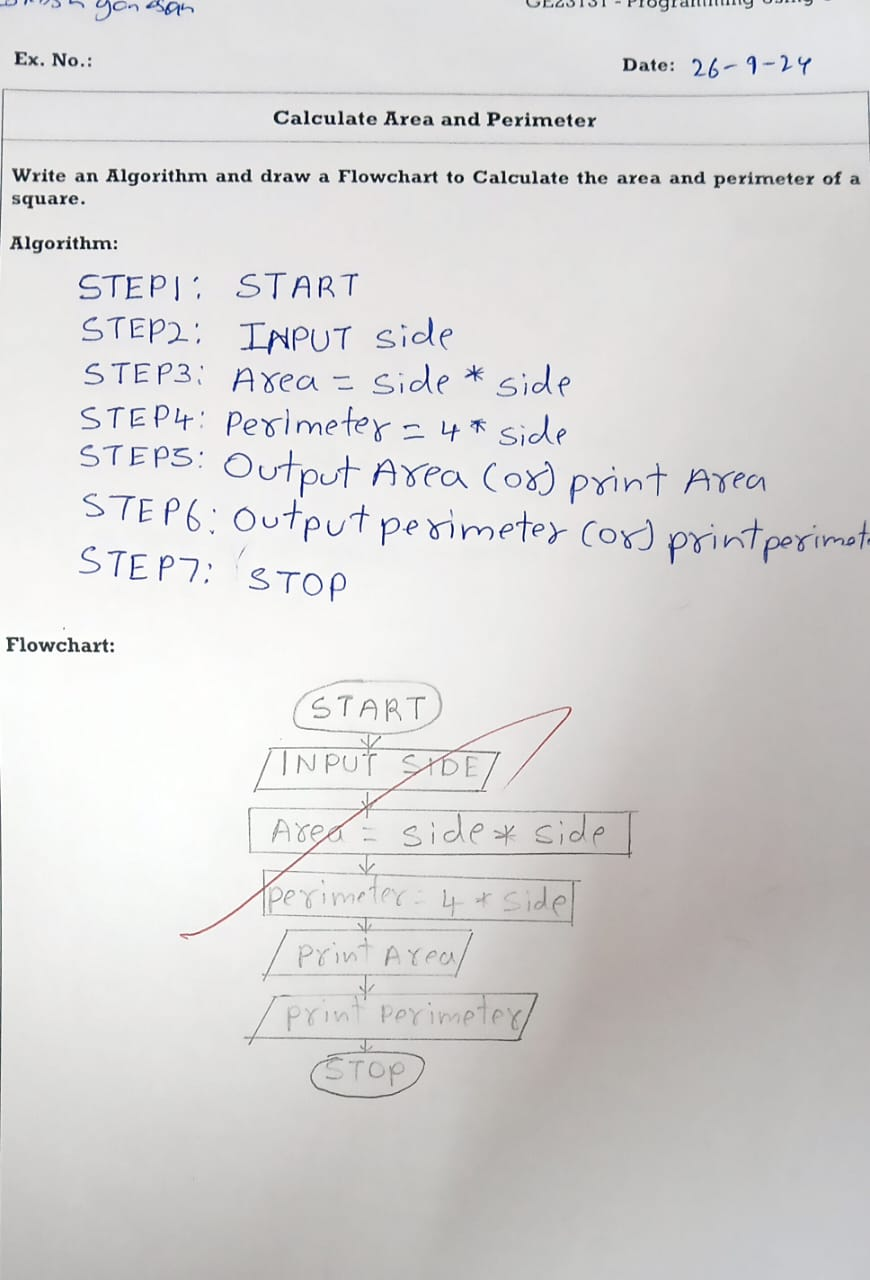 GE23131 - Programming Using
Ex. No.:
Date: 26-9-24
Calculate Area and Perimeter
Write an Algorithm and draw a Flowchart to Calculate the area and perimeter of a
square.
Algorithm:
STEP1: START
STEP2: INPUT side
STEP3: Area = side * side
STEP4: Perimeter = 4 * side
STEP5: Output Area (or) print Area
STEP6: Output perimeter (or) print perimet
STEP7: STOP
Flowchart:
START
INPUT SIDE
Area = side * side
perimeter = 4 * side
print Area
print perimeter
STOP